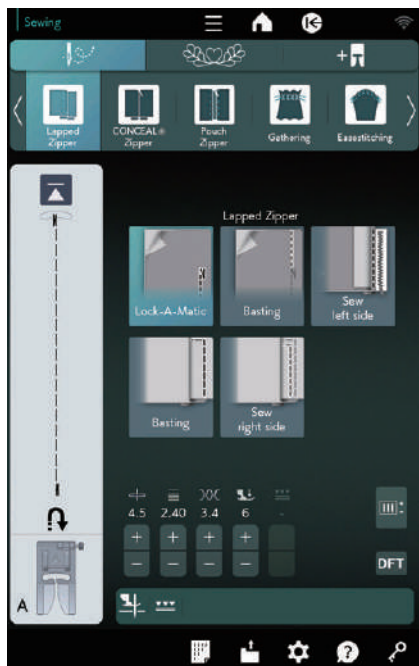 Sewing
Lapped
Zipper
CONCEAL®
Zipper
Pouch
Zipper
Gathering
Easestitching
Lapped Zipper
Lock-A-Matic
Basting
Sew
left side
Basting
Sew
right side
4.5 2.40 3.4 6 -
+ + +
- - -
DFT
A